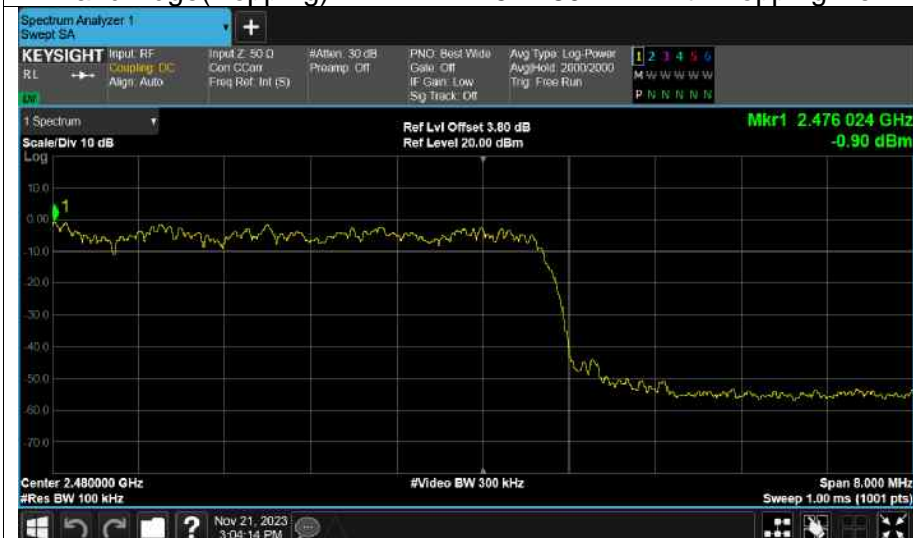 Spectrum Analyzer 1
Swept SA
+
KEYSIGHT
RL
Input: RF
Coupling: DC
Align: Auto
Input Z: 50 Ω
Corr CCorr
Freq Ref: Int (S)
#Atten: 30 dB
Preamp: Off
PNO: Best Wide
Gate: Off
IF Gain: Low
Sig Track: Off
Avg Type: Log-Power
Avg|Hold: 2000/2000
Trig: Free Run
1 2 3 4 5 6
M W W W W W
P N N N N N
1 Spectrum
Scale/Div 10 dB
Log
Ref Lvl Offset 3.80 dB
Ref Level 20.00 dBm
Mkr1 2.476 024 GHz
-0.90 dBm
10.0
0.00
-10.0
-20.0
-30.0
-40.0
-50.0
-60.0
-70.0
1
Center 2.480000 GHz
#Res BW 100 kHz
#Video BW 300 kHz
Span 8.000 MHz
Sweep 1.00 ms (1001 pts)
?
Nov 21, 2023
3:04:14 PM